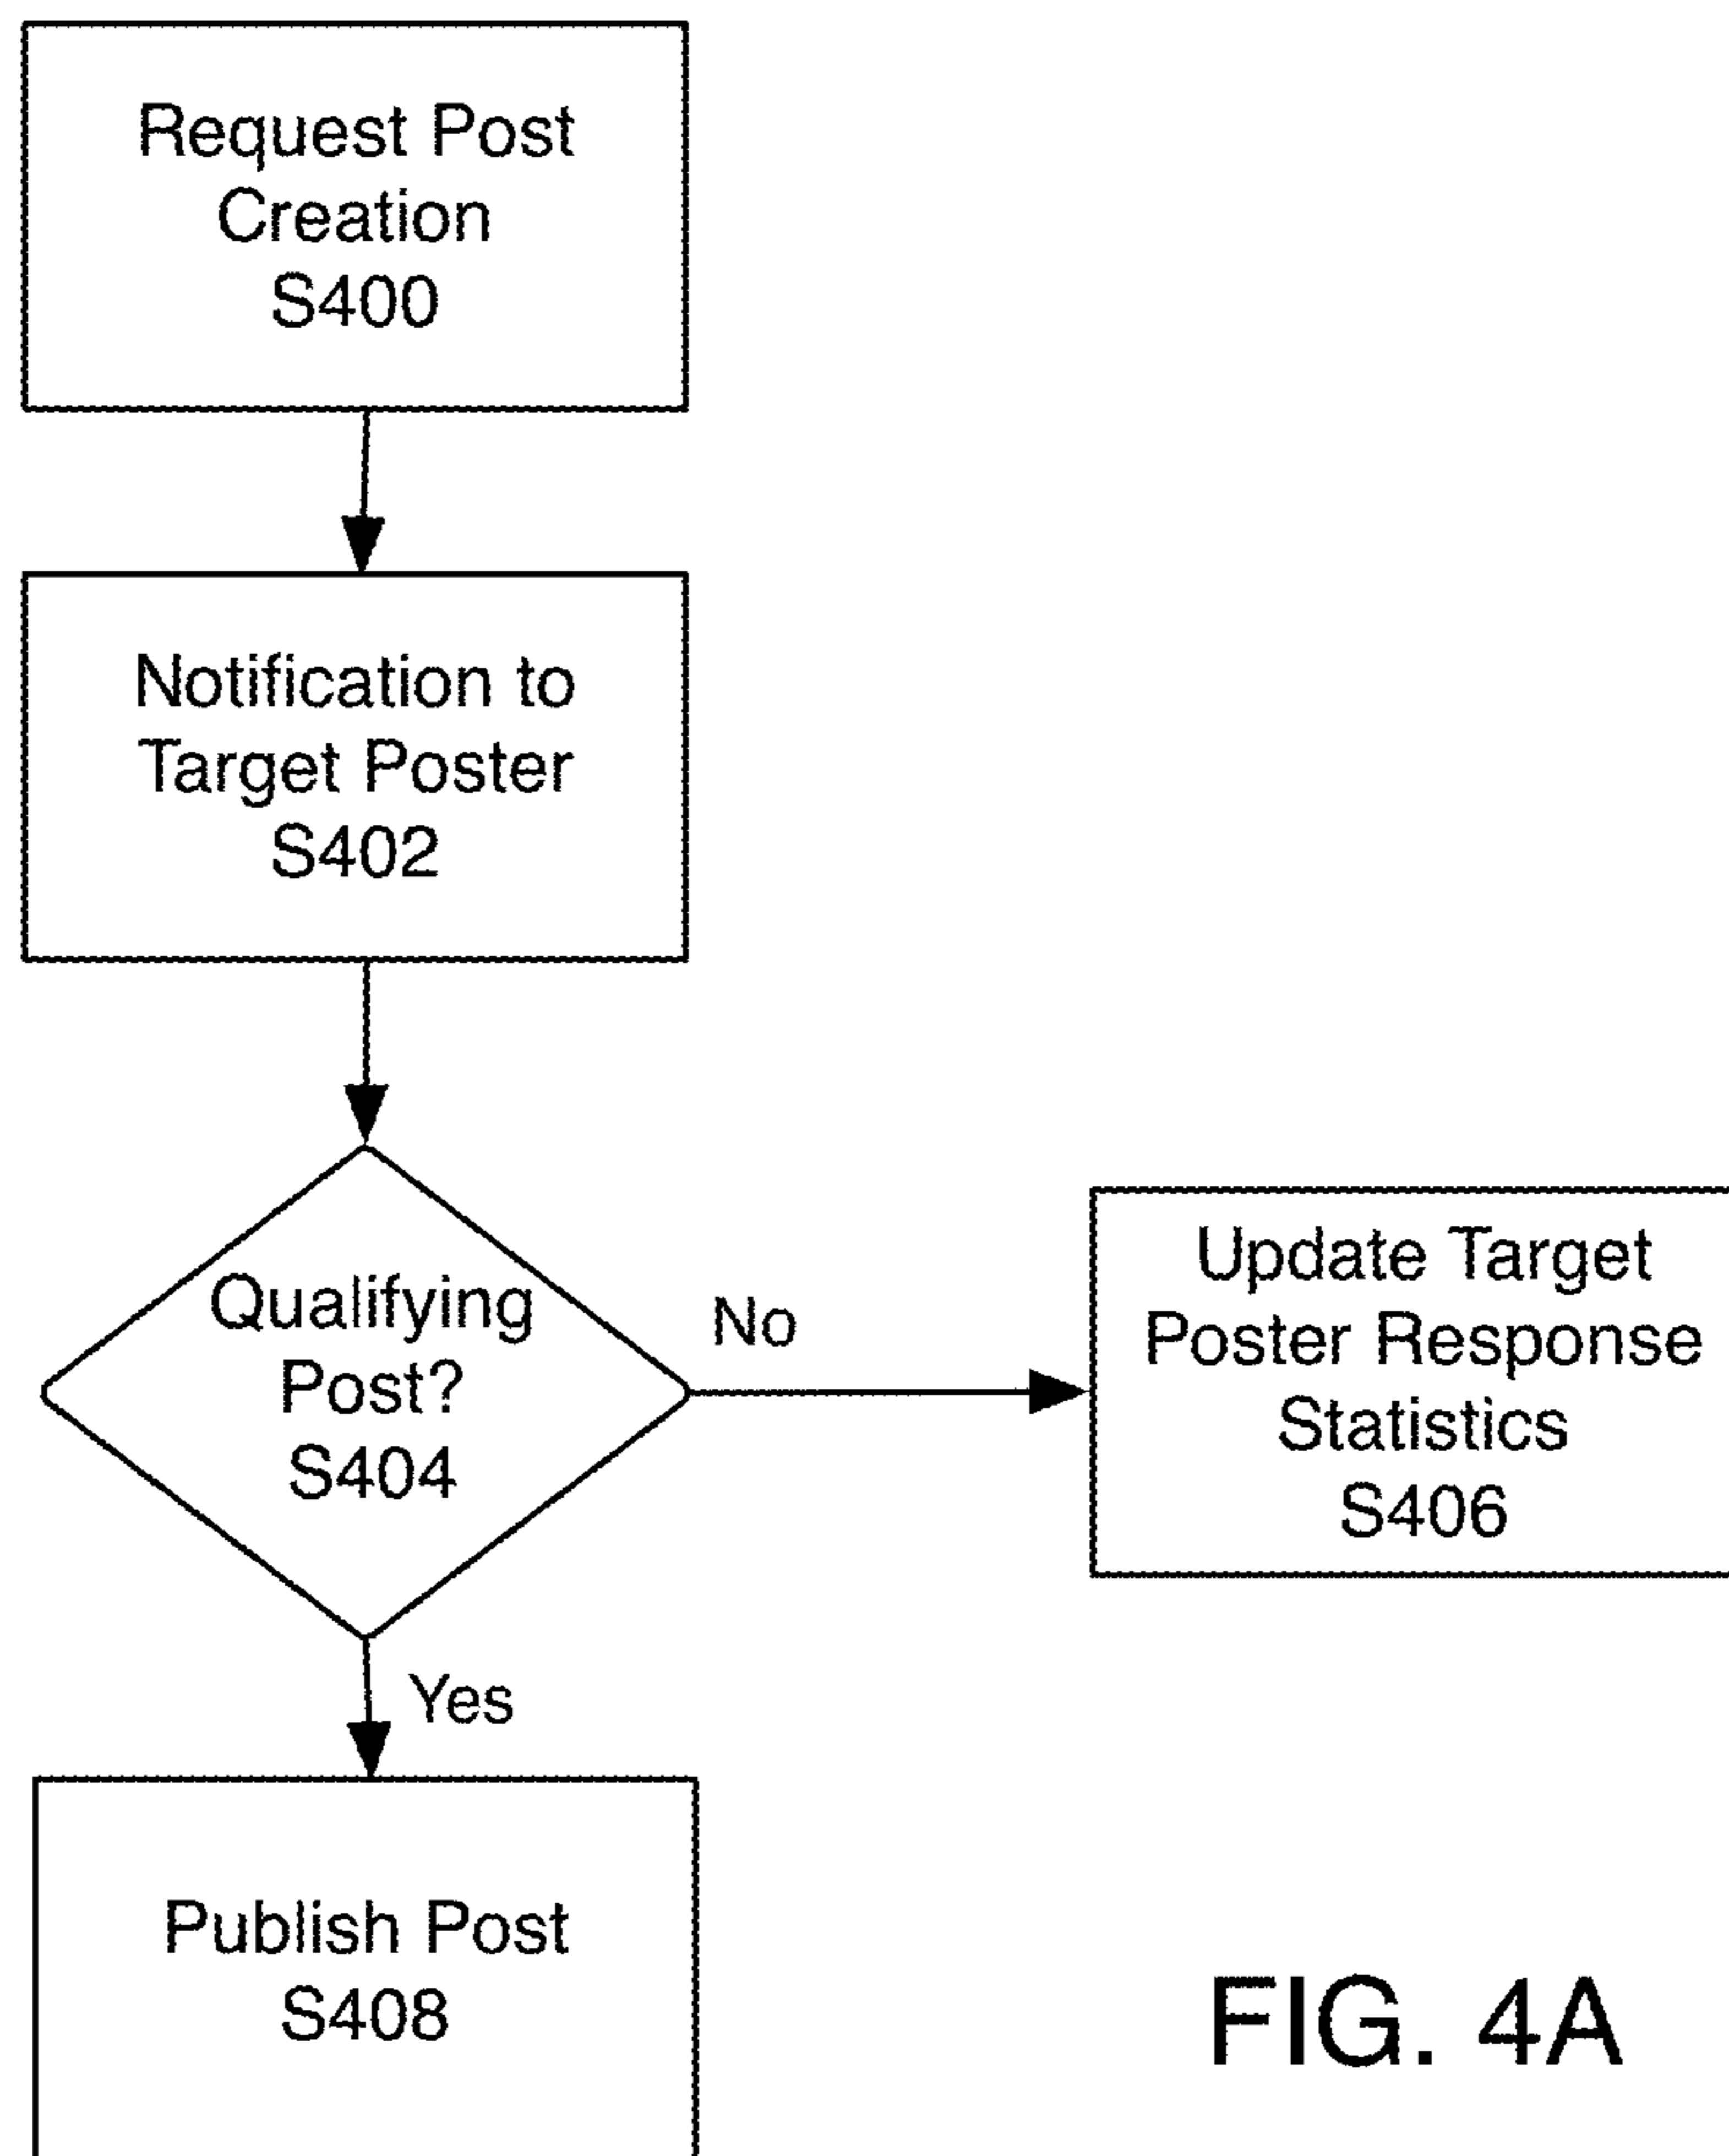 Request Post
Creation
S400
Notification to
Target Poster
S402
Qualifying
Post?
S404
No
Update Target
Poster Response
Statistics
S406
Yes
Publish Post
S408
FIG. 4A